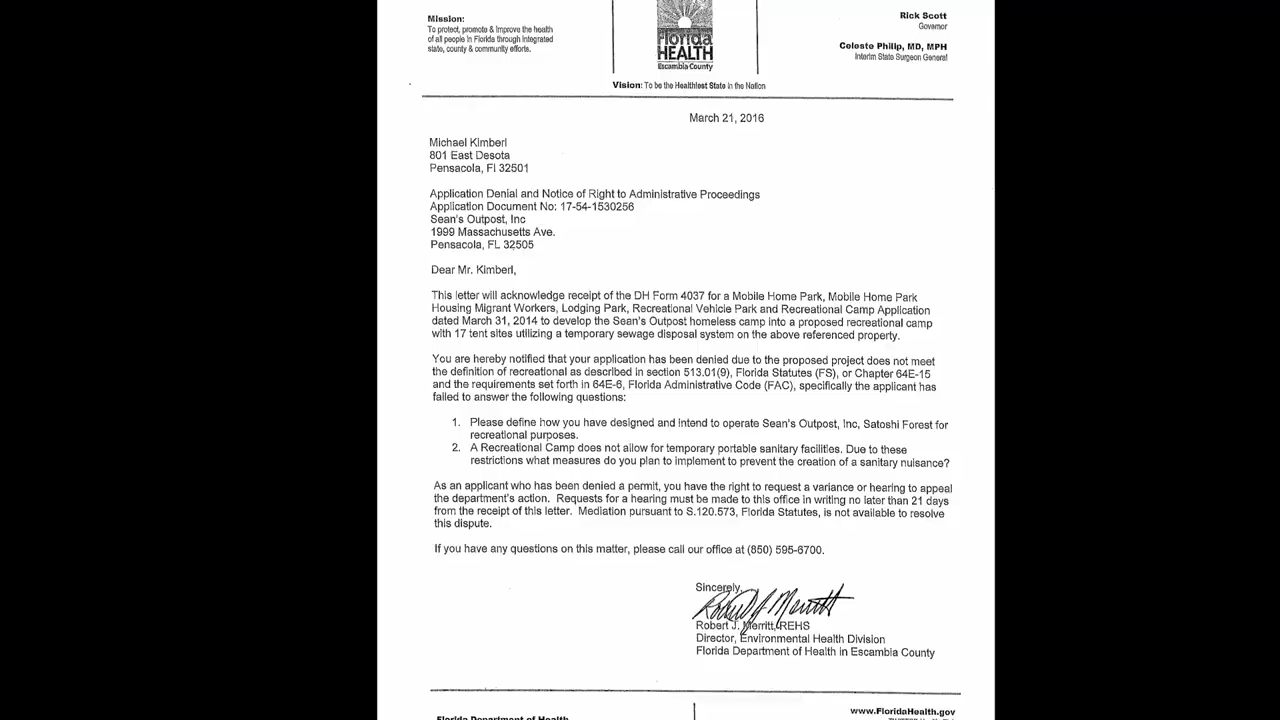 Mission:
To protect, promote & improve the health
of all people in Florida through integrated
state, county & community efforts.
Florida
HEALTH
Escambia County
Vision: To be the Healthiest State in the Nation
Rick Scott
Governor
Celeste Philip, MD, MPH
Interim State Surgeon General
March 21, 2016
Michael Kimberl
801 East Desota
Pensacola, Fl 32501
Application Denial and Notice of Right to Administrative Proceedings
Application Document No: 17-54-1530256
Sean's Outpost, Inc
1999 Massachusetts Ave.
Pensacola, FL 32505
Dear Mr. Kimberl,
This letter will acknowledge receipt of the DH Form 4037 for a Mobile Home Park, Mobile Home Park
Housing Migrant Workers, Lodging Park, Recreational Vehicle Park and Recreational Camp Application
dated March 31, 2014 to develop the Sean's Outpost homeless camp into a proposed recreational camp
with 17 tent sites utilizing a temporary sewage disposal system on the above referenced property.
You are hereby notified that your application has been denied due to the proposed project does not meet
the definition of recreational as described in section 513.01(9), Florida Statutes (FS), or Chapter 64E-15
and the requirements set forth in 64E-6, Florida Administrative Code (FAC), specifically the applicant has
failed to answer the following questions:
1. Please define how you have designed and intend to operate Sean's Outpost, Inc, Satoshi Forest for
recreational purposes.
2. A Recreational Camp does not allow for temporary portable sanitary facilities. Due to these
restrictions what measures do you plan to implement to prevent the creation of a sanitary nuisance?
As an applicant who has been denied a permit, you have the right to request a variance or hearing to appeal
the department's action. Requests for a hearing must be made to this office in writing no later than 21 days
from the receipt of this letter. Mediation pursuant to S.120.573, Florida Statutes, is not available to resolve
this dispute.
If you have any questions on this matter, please call our office at (850) 595-6700.
Sincerely,
Robert J. Merritt
Robert J. Merritt, REHS
Director, Environmental Health Division
Florida Department of Health in Escambia County
Florida Department of Health
www.FloridaHealth.gov